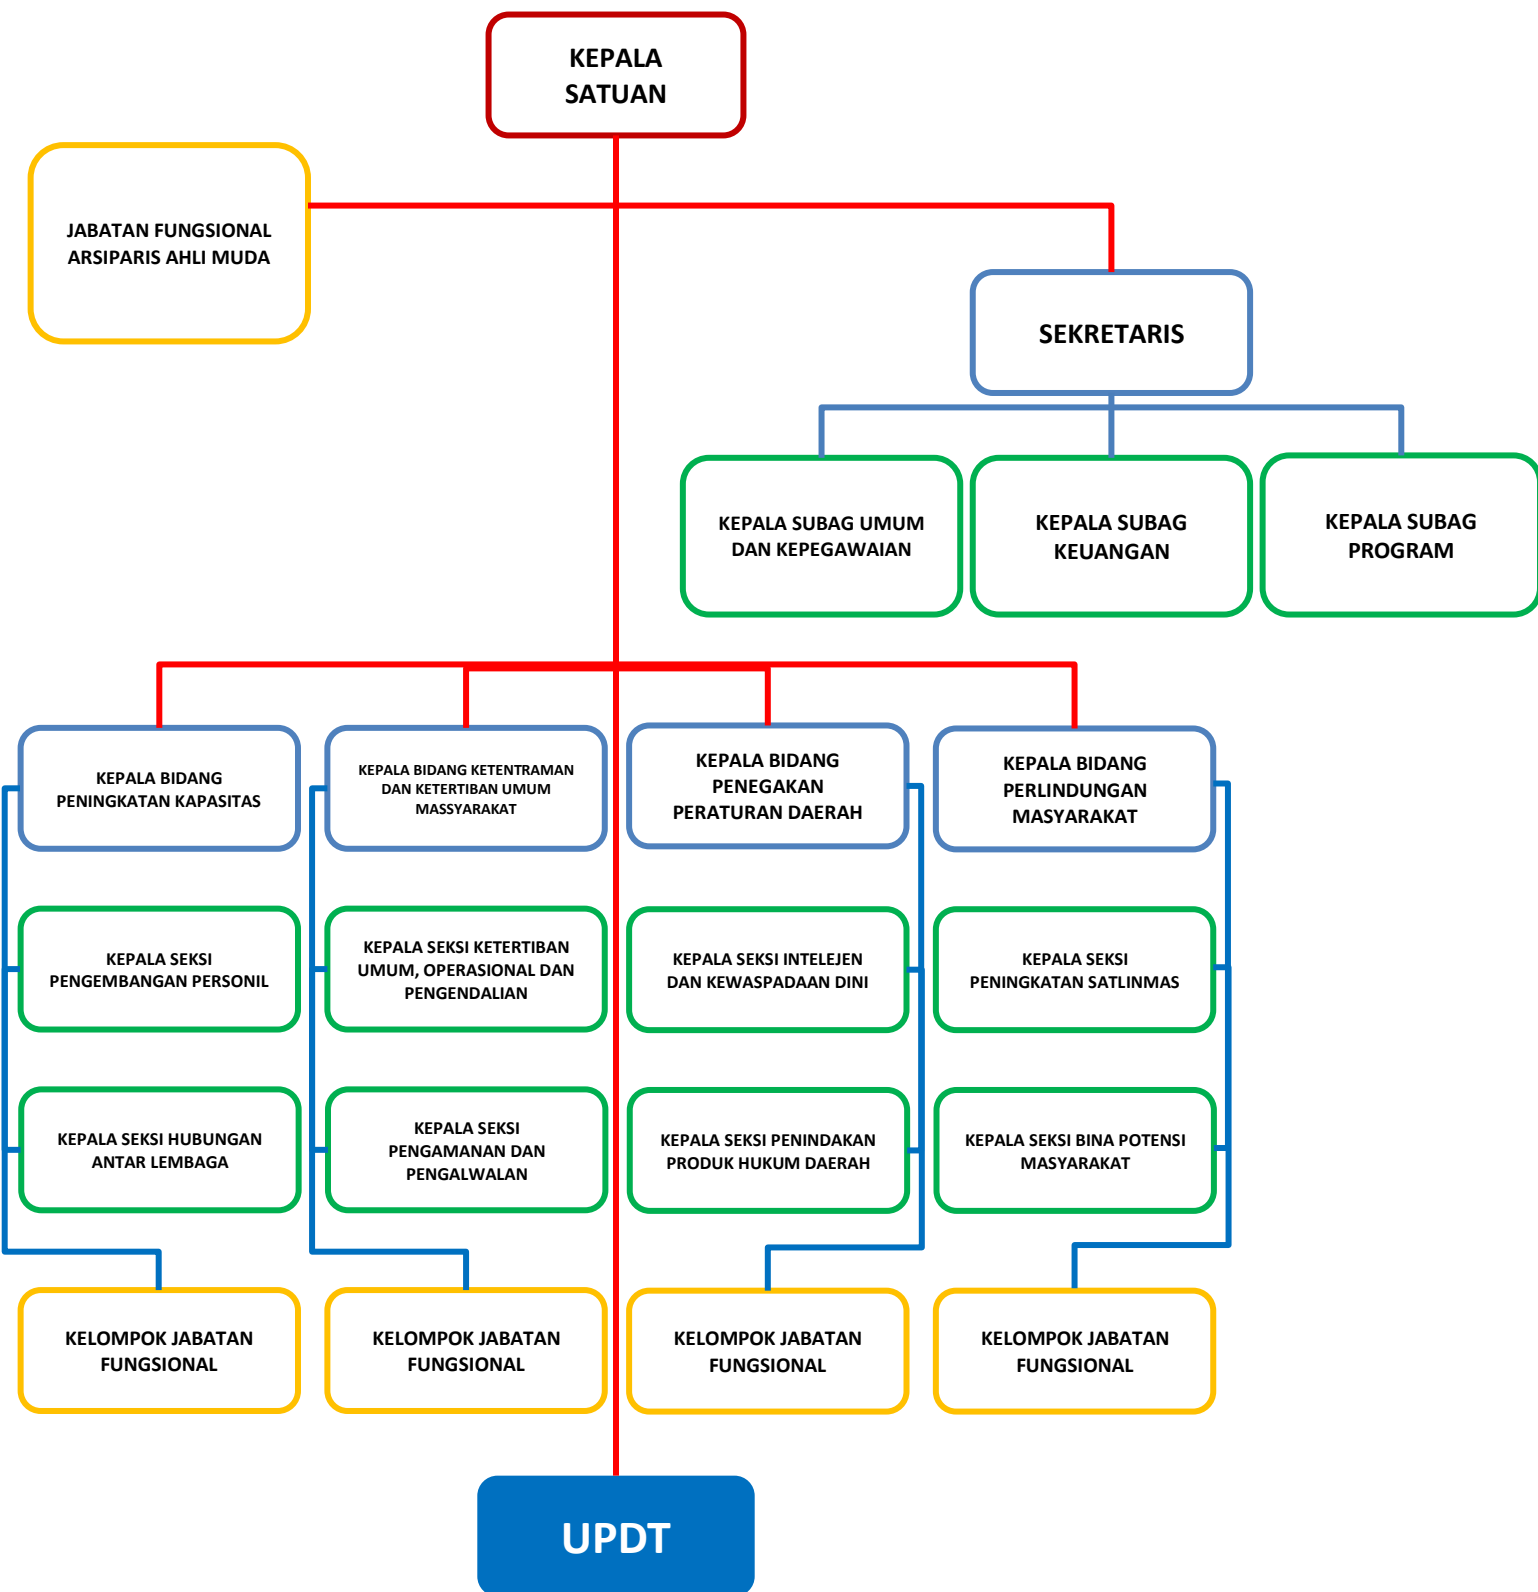 KEPALA
SATUAN
JABATAN FUNGSIONAL
ARSIPARIS AHLI MUDA
SEKRETARIS
KEPALA SUBAG UMUM
DAN KEPEGAWAIAN
KEPALA SUBAG
KEUANGAN
KEPALA SUBAG
PROGRAM
KEPALA BIDANG
PENINGKATAN KAPASITAS
KEPALA BIDANG KETENTRAMAN
DAN KETERTIBAN UMUM
MASSYARAKAT
KEPALA BIDANG
PENEGAKAN
PERATURAN DAERAH
KEPALA BIDANG
PERLINDUNGAN
MASYARAKAT
KEPALA SEKSI
PENGEMBANGAN PERSONIL
KEPALA SEKSI KETERTIBAN
UMUM, OPERASIONAL DAN
PENGENDALIAN
KEPALA SEKSI INTELEJEN
DAN KEWASPADAAN DINI
KEPALA SEKSI
PENINGKATAN SATLINMAS
KEPALA SEKSI HUBUNGAN
ANTAR LEMBAGA
KEPALA SEKSI
PENGAMANAN DAN
PENGALWALAN
KEPALA SEKSI PENINDAKAN
PRODUK HUKUM DAERAH
KEPALA SEKSI BINA POTENSI
MASYARAKAT
KELOMPOK JABATAN
FUNGSIONAL
KELOMPOK JABATAN
FUNGSIONAL
KELOMPOK JABATAN
FUNGSIONAL
KELOMPOK JABATAN
FUNGSIONAL
UPDT